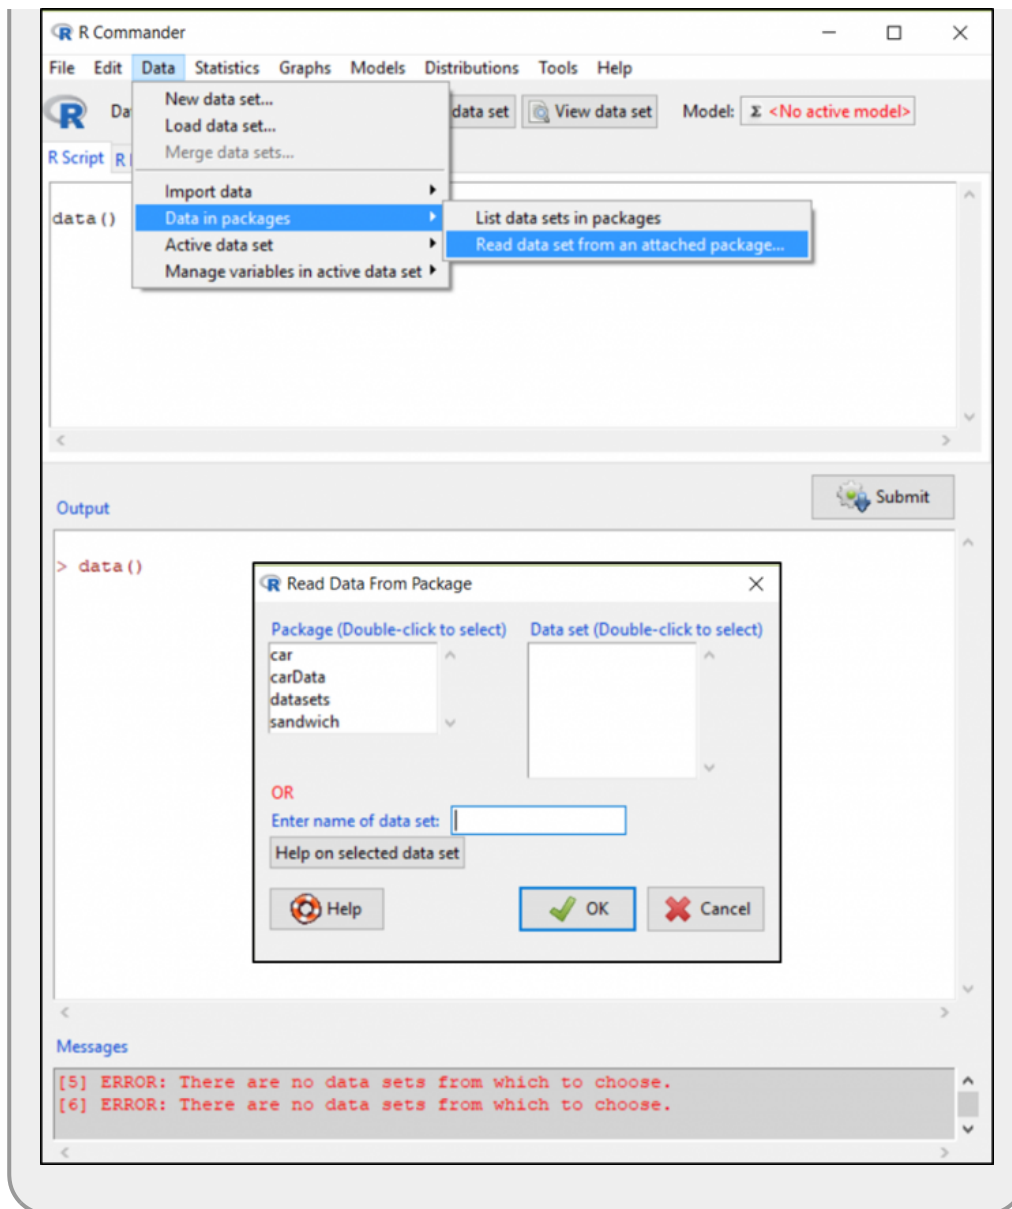 R R Commander
File Edit Data Statistics Graphs Models Distributions Tools Help
R Da
New data set...
data set View data set Model: Σ <No active model>
Load data set...
Merge data sets...
R Script R
Import data
data()
Data in packages
List data sets in packages
Active data set
Read data set from an attached package...
Manage variables in active data set
Output
Submit
> data()
R Read Data From Package
Package (Double-click to select) Data set (Double-click to select)
car
carData
datasets
sandwich
OR
Enter name of data set:
Help on selected data set
Help OK Cancel
Messages
[5] ERROR: There are no data sets from which to choose.
[6] ERROR: There are no data sets from which to choose.